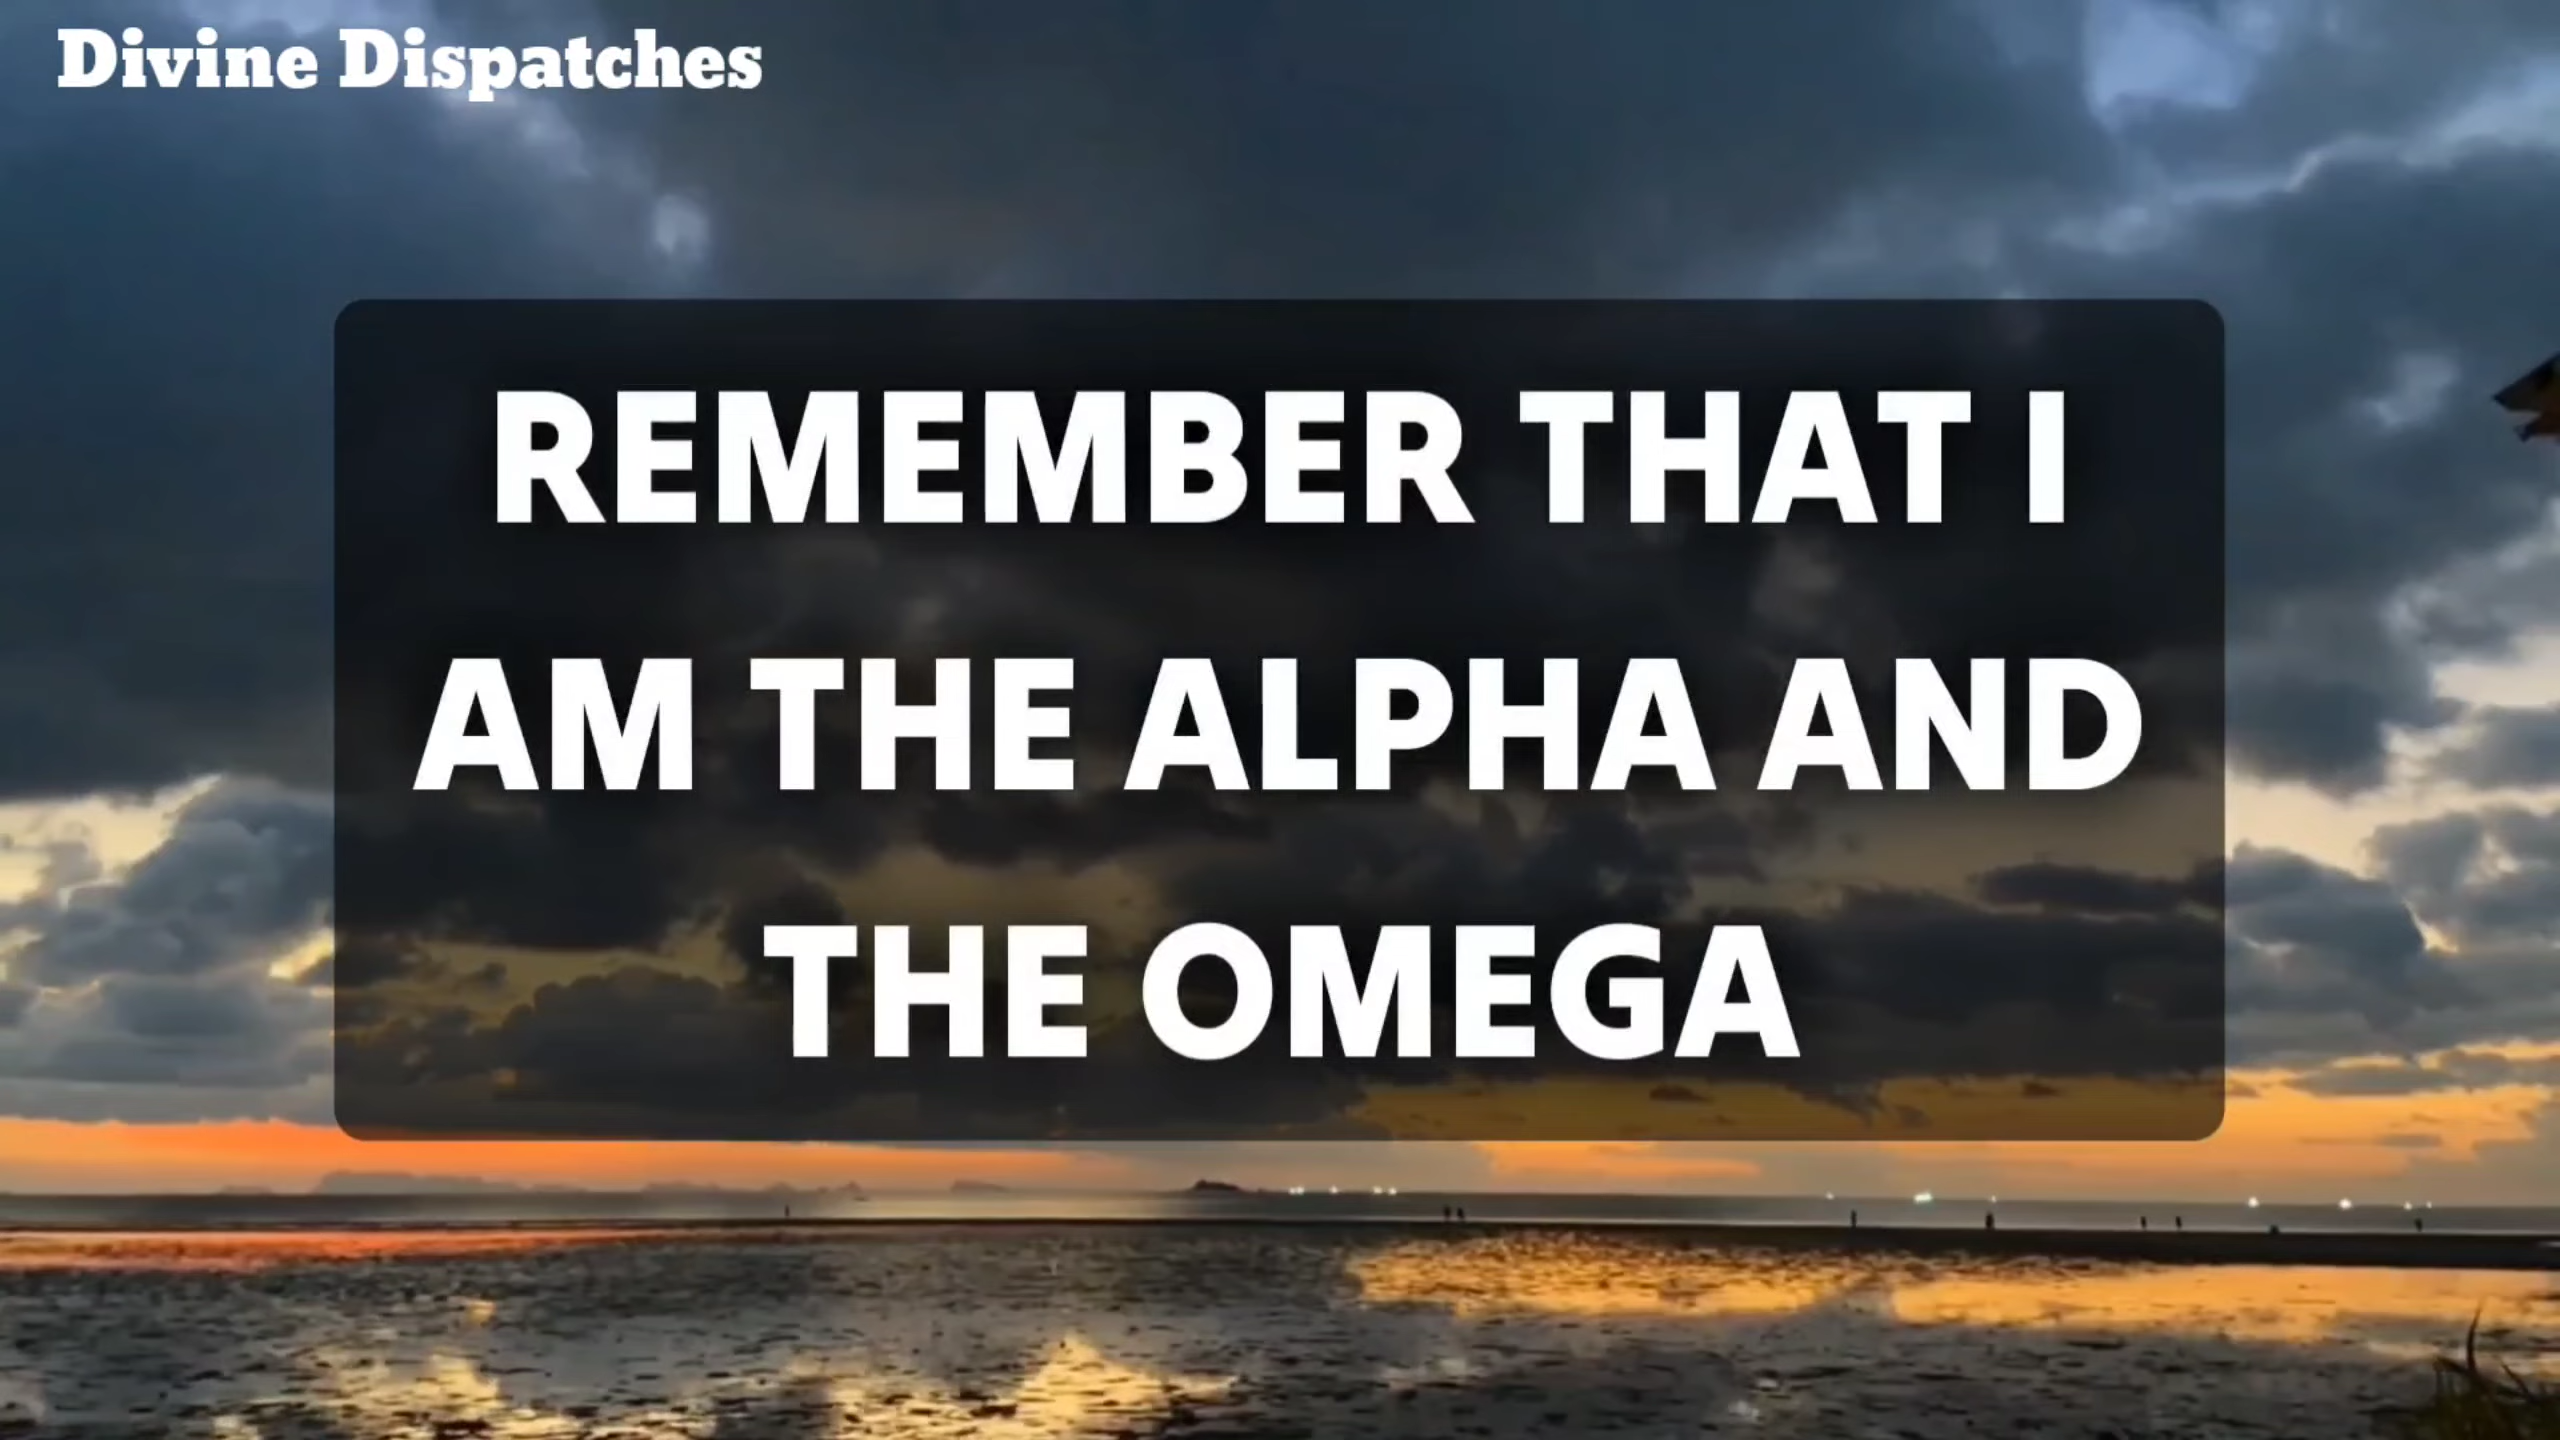 Divine Dispatches
REMEMBER THAT I
AM THE ALPHA AND
THE OMEGA